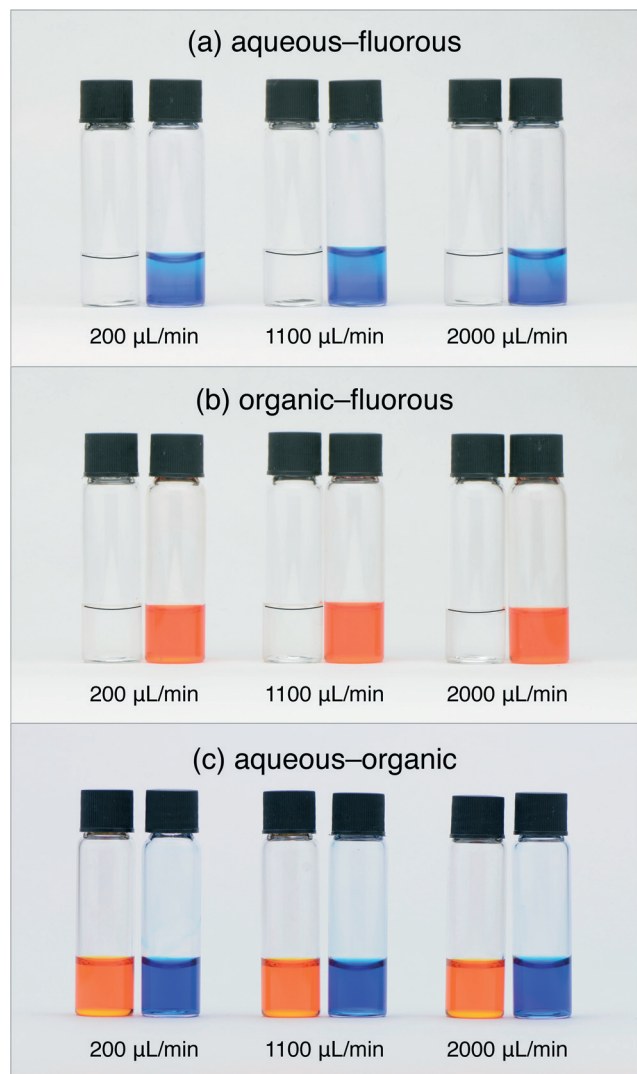 (a) aqueous–fluorous
200 µL/min 1100 µL/min 2000 µL/min
(b) organic–fluorous
200 µL/min 1100 µL/min 2000 µL/min
(c) aqueous–organic
200 µL/min 1100 µL/min 2000 µL/min